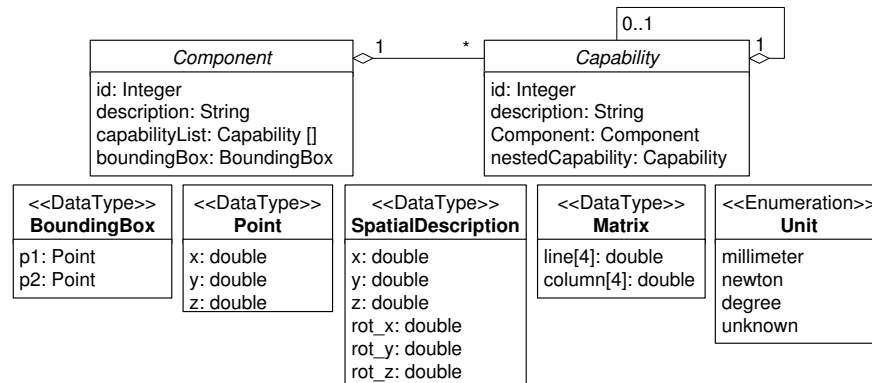 0..1
Component
1
*
Capability
1
id: Integer
description: String
capabilityList: Capability []
boundingBox: BoundingBox
id: Integer
description: String
Component: Component
nestedCapability: Capability
<<DataType>>
BoundingBox
p1: Point
p2: Point
<<DataType>>
Point
x: double
y: double
z: double
<<DataType>>
SpatialDescription
x: double
y: double
z: double
rot_x: double
rot_y: double
rot_z: double
<<DataType>>
Matrix
line[4]: double
column[4]: double
<<Enumeration>>
Unit
millimeter
newton
degree
unknown